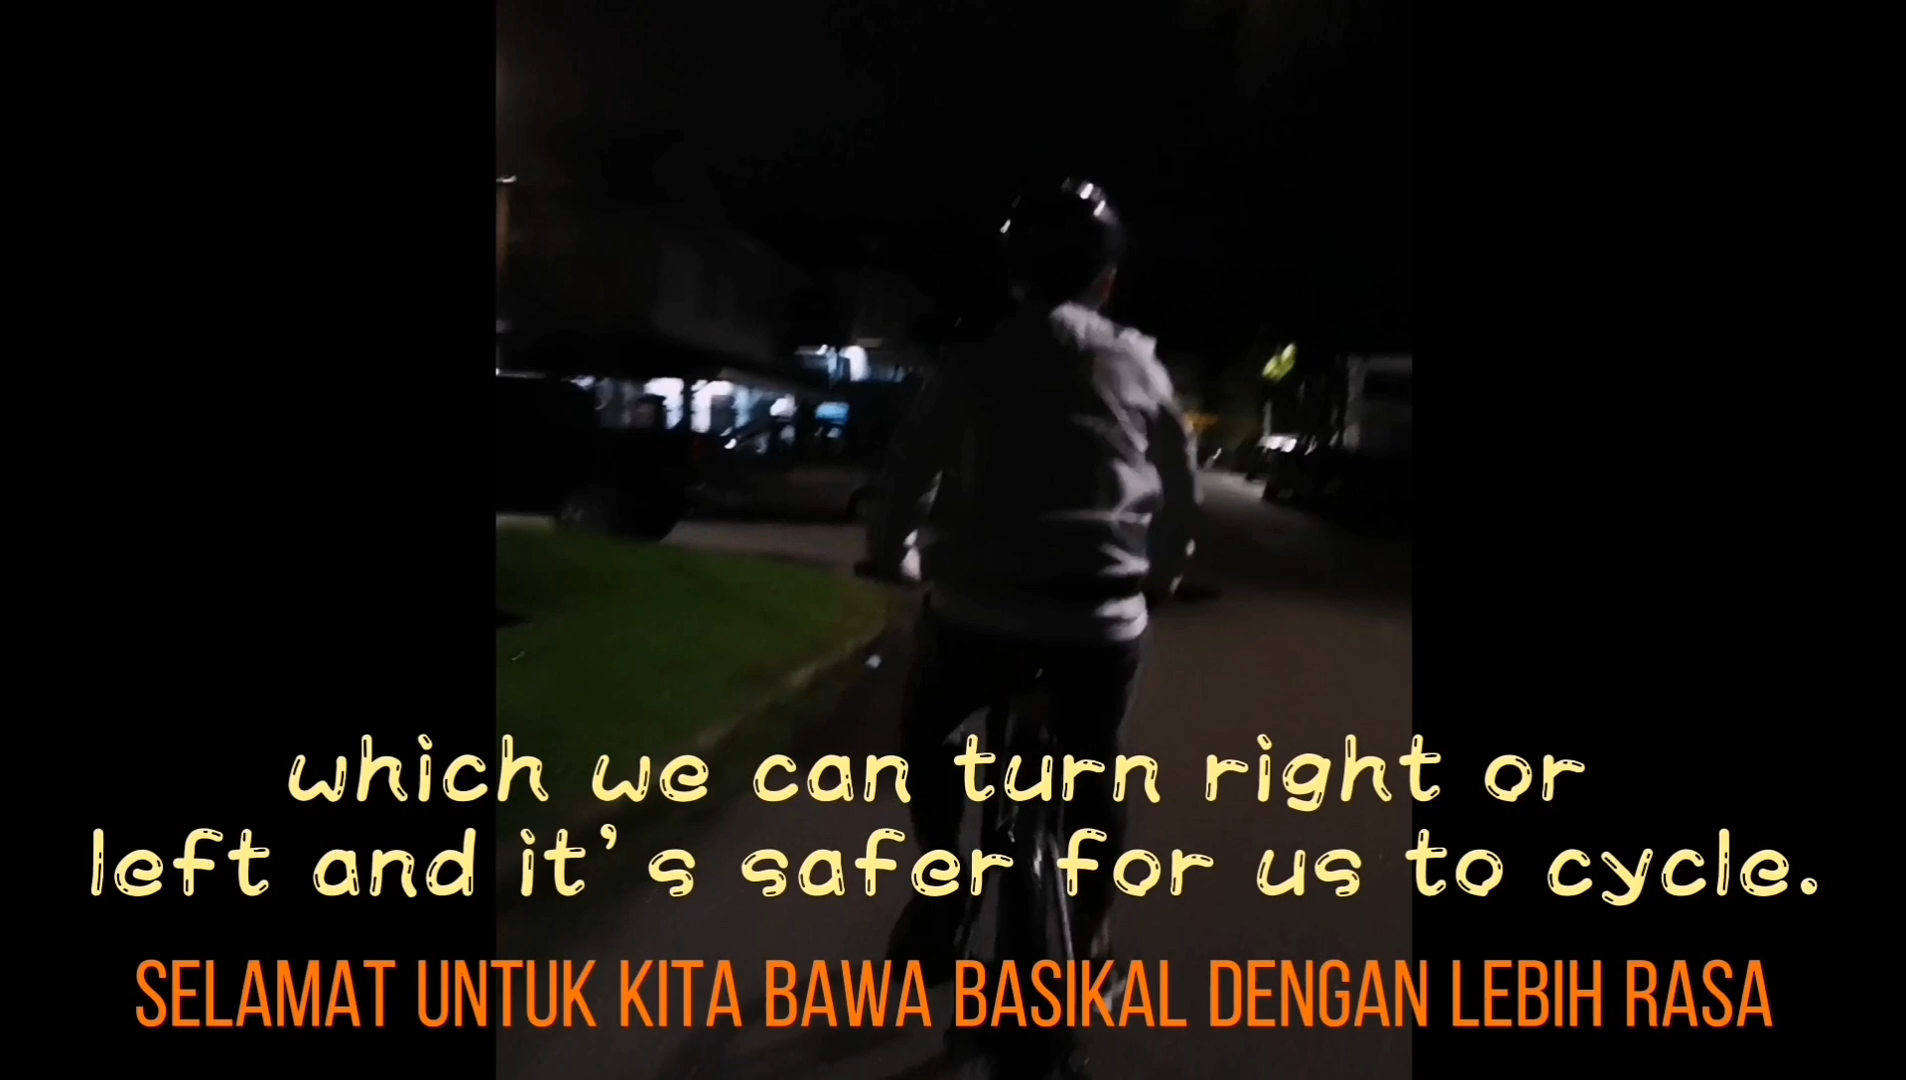 which we can turn right or
left and it's safer for us to cycle.
SELAMAT UNTUK KITA BAWA BASIKAL DENGAN LEBIH RASA